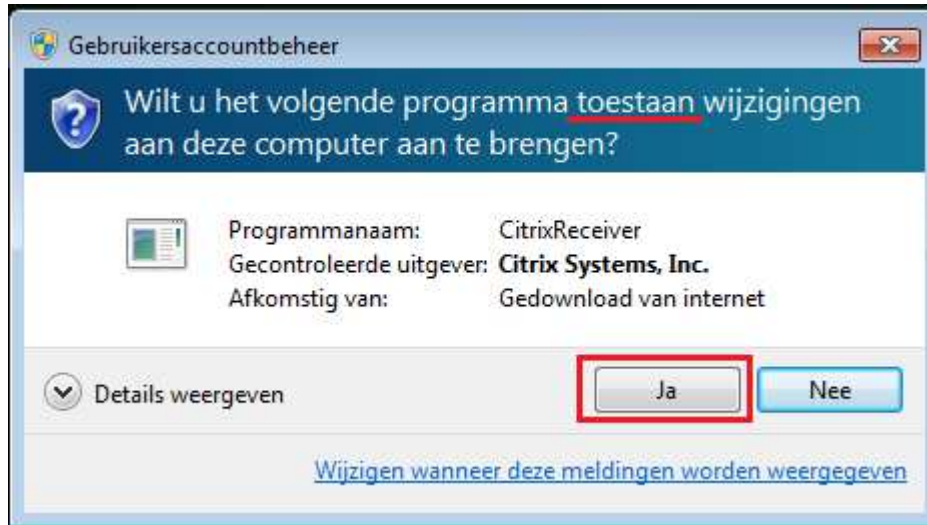 Gebruikersaccountbeheer
Wilt u het volgende programma toestaan wijzigingen
aan deze computer aan te brengen?
Programmanaam: CitrixReceiver
Gecontroleerde uitgever: Citrix Systems, Inc.
Afkomstig van: Gedownload van internet
Details weergeven Ja Nee
Wijzigen wanneer deze meldingen worden weergegeven